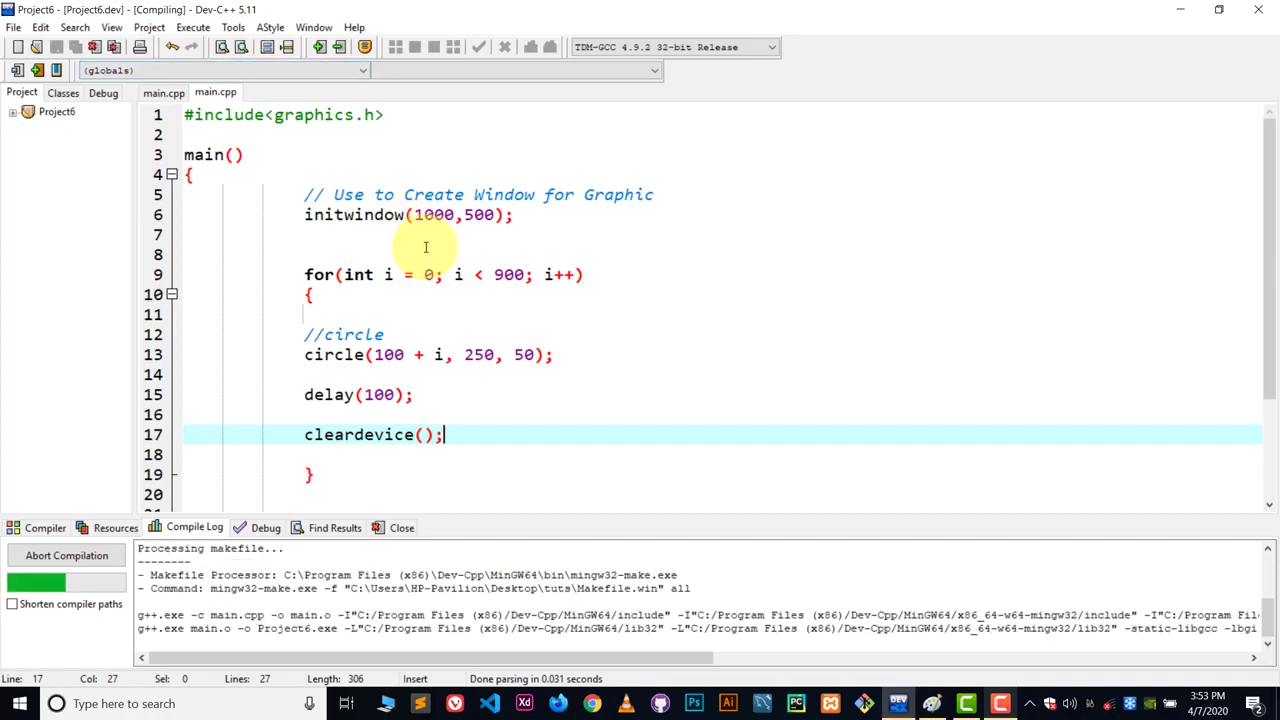 Project6 - [Project6.dev] - [Compiling] - Dev-C++ 5.11
File Edit Search View Project Execute Tools AStyle Window Help
TDM-GCC 4.9.2 32-bit Release
(globals)
Project Classes Debug main.cpp main.cpp
Project6
1 #include<graphics.h>
2
3 main()
4 {
5 // Use to Create Window for Graphic
6 initwindow(1000,500);
7
8
9 for(int i = 0; i < 900; i++)
10 {
11
12 //circle
13 circle(100 + i, 250, 50);
14
15 delay(100);
16
17 cleardevice();
18
19 }
20
Compiler Resources Compile Log Debug Find Results Close
Abort Compilation
Shorten compiler paths
Processing makefile...
--------
- Makefile Processor: C:\Program Files (x86)\Dev-Cpp\MinGW64\bin\mingw32-make.exe
- Command: mingw32-make.exe -f "C:\Users\HP-Pavilion\Desktop\tuts\Makefile.win" all
g++.exe -c main.cpp -o main.o -I"C:/Program Files (x86)/Dev-Cpp/MinGW64/include" -I"C:/Program Files (x86)/Dev-Cpp/MinGW64/x86_64-w64-mingw32/include" -I"C:/Program File
g++.exe main.o -o Project6.exe -L"C:/Program Files (x86)/Dev-Cpp/MinGW64/lib32" -L"C:/Program Files (x86)/Dev-Cpp/MinGW64/x86_64-w64-mingw32/lib32" -static-libgcc -lbgi
Line: 17 Col: 27 Sel: 0 Lines: 27 Length: 306 Insert Done parsing in 0.031 seconds
Type here to search
3:53 PM
4/7/2020